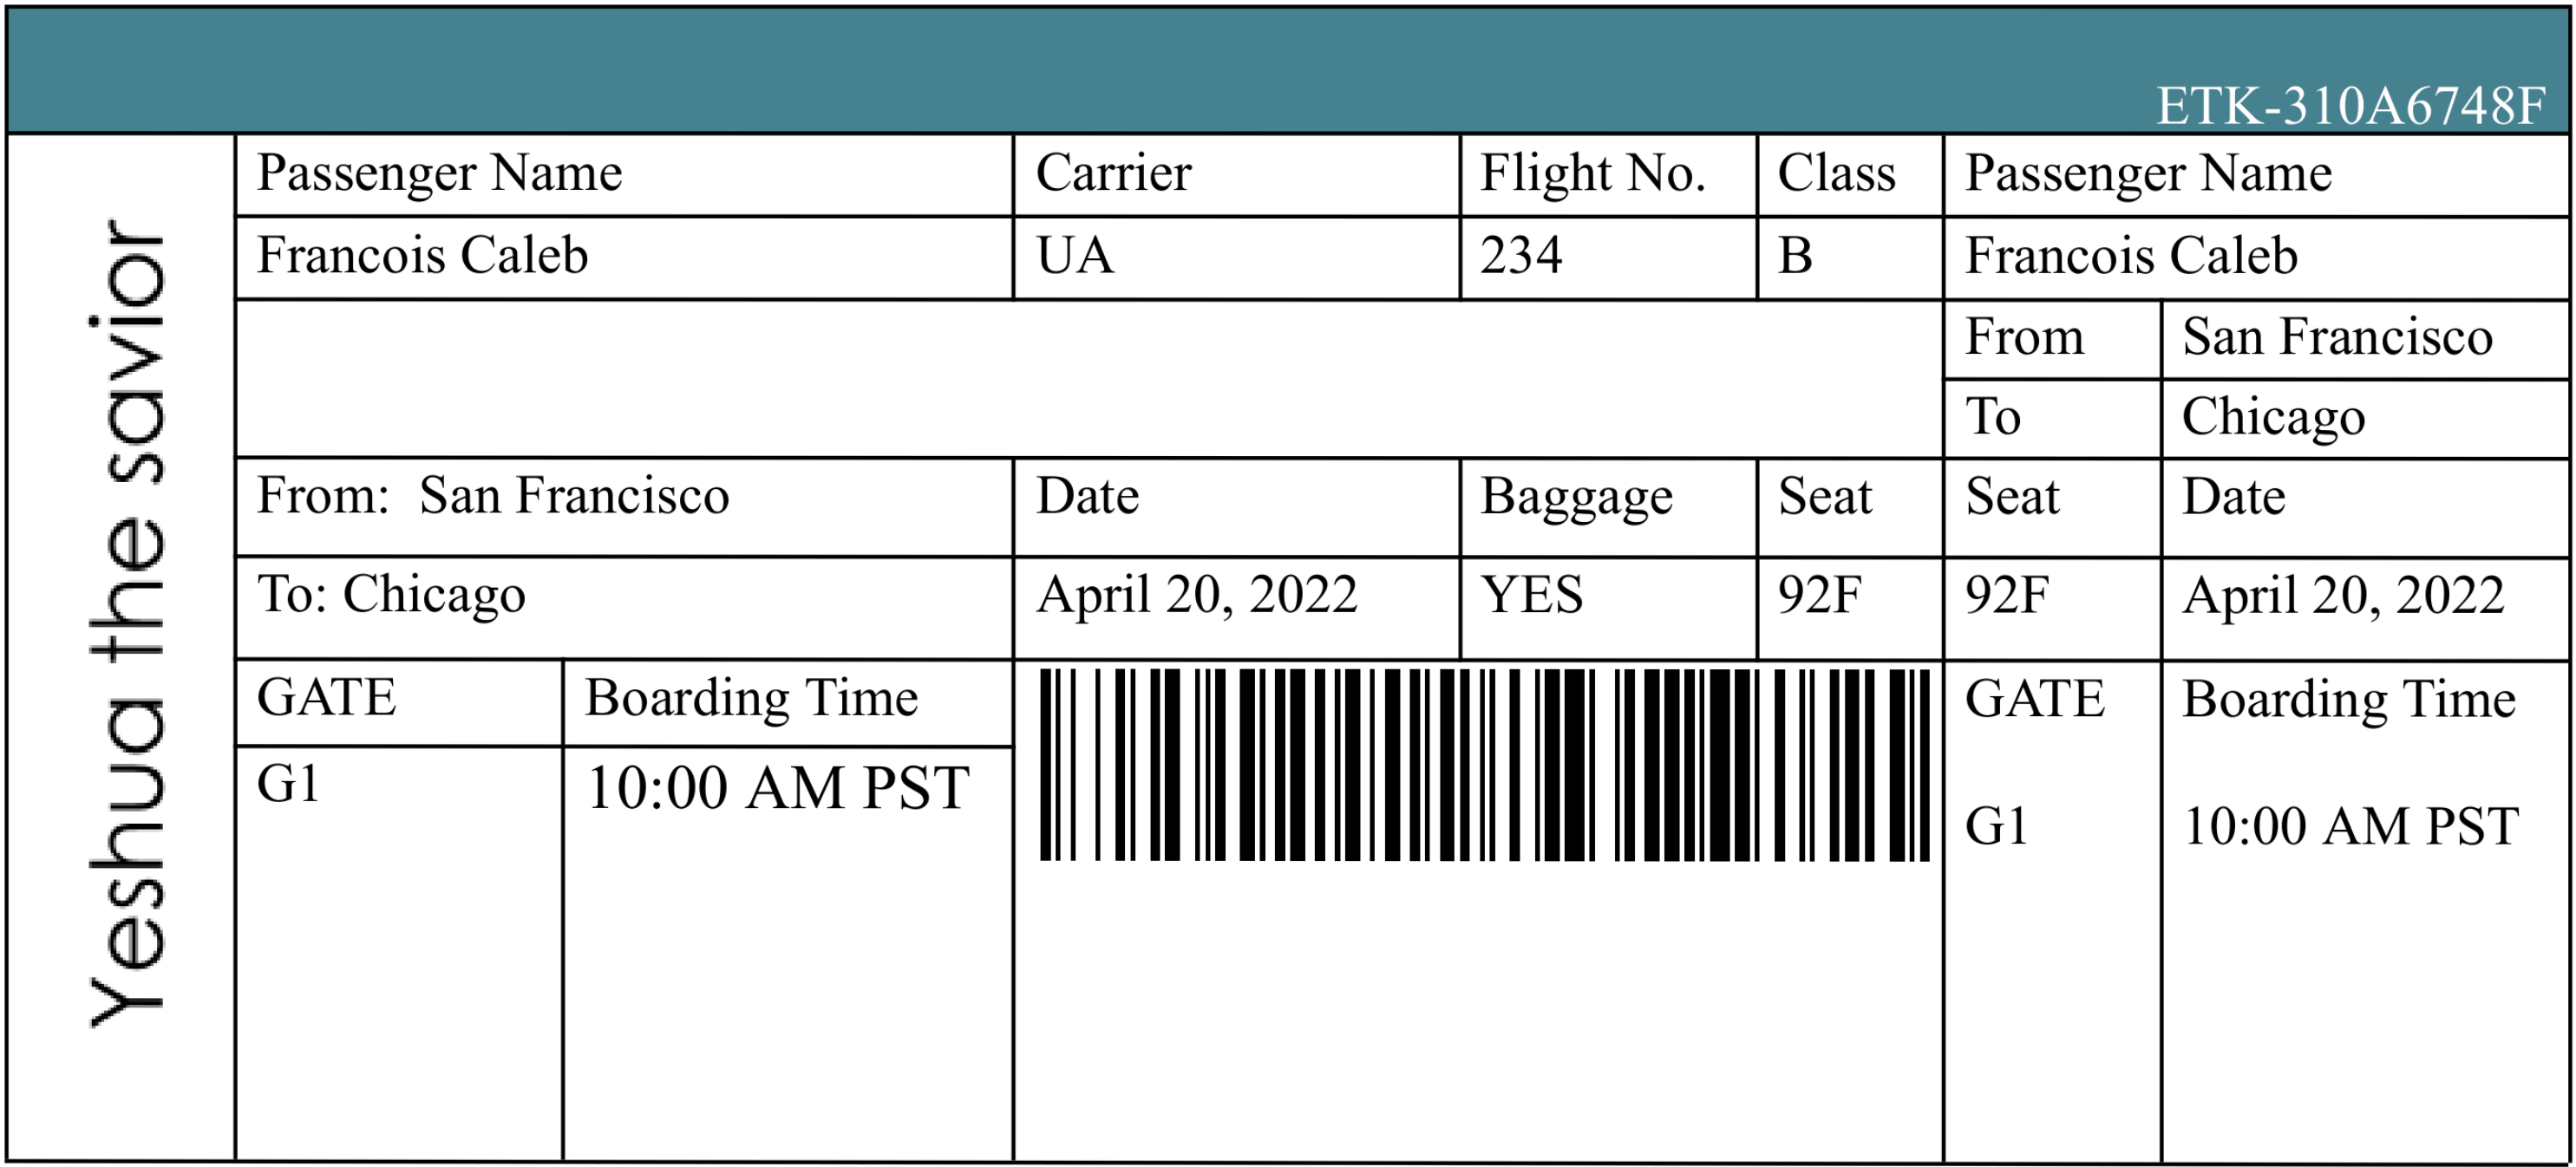 ETK-310A6748F
Yeshua the savior
Passenger Name Carrier Flight No. Class Passenger Name
Francois Caleb UA 234 B Francois Caleb
From San Francisco
To Chicago
From: San Francisco Date Baggage Seat Seat Date
To: Chicago April 20, 2022 YES 92F 92F April 20, 2022
GATE Boarding Time GATE Boarding Time
G1 10:00 AM PST G1 10:00 AM PST